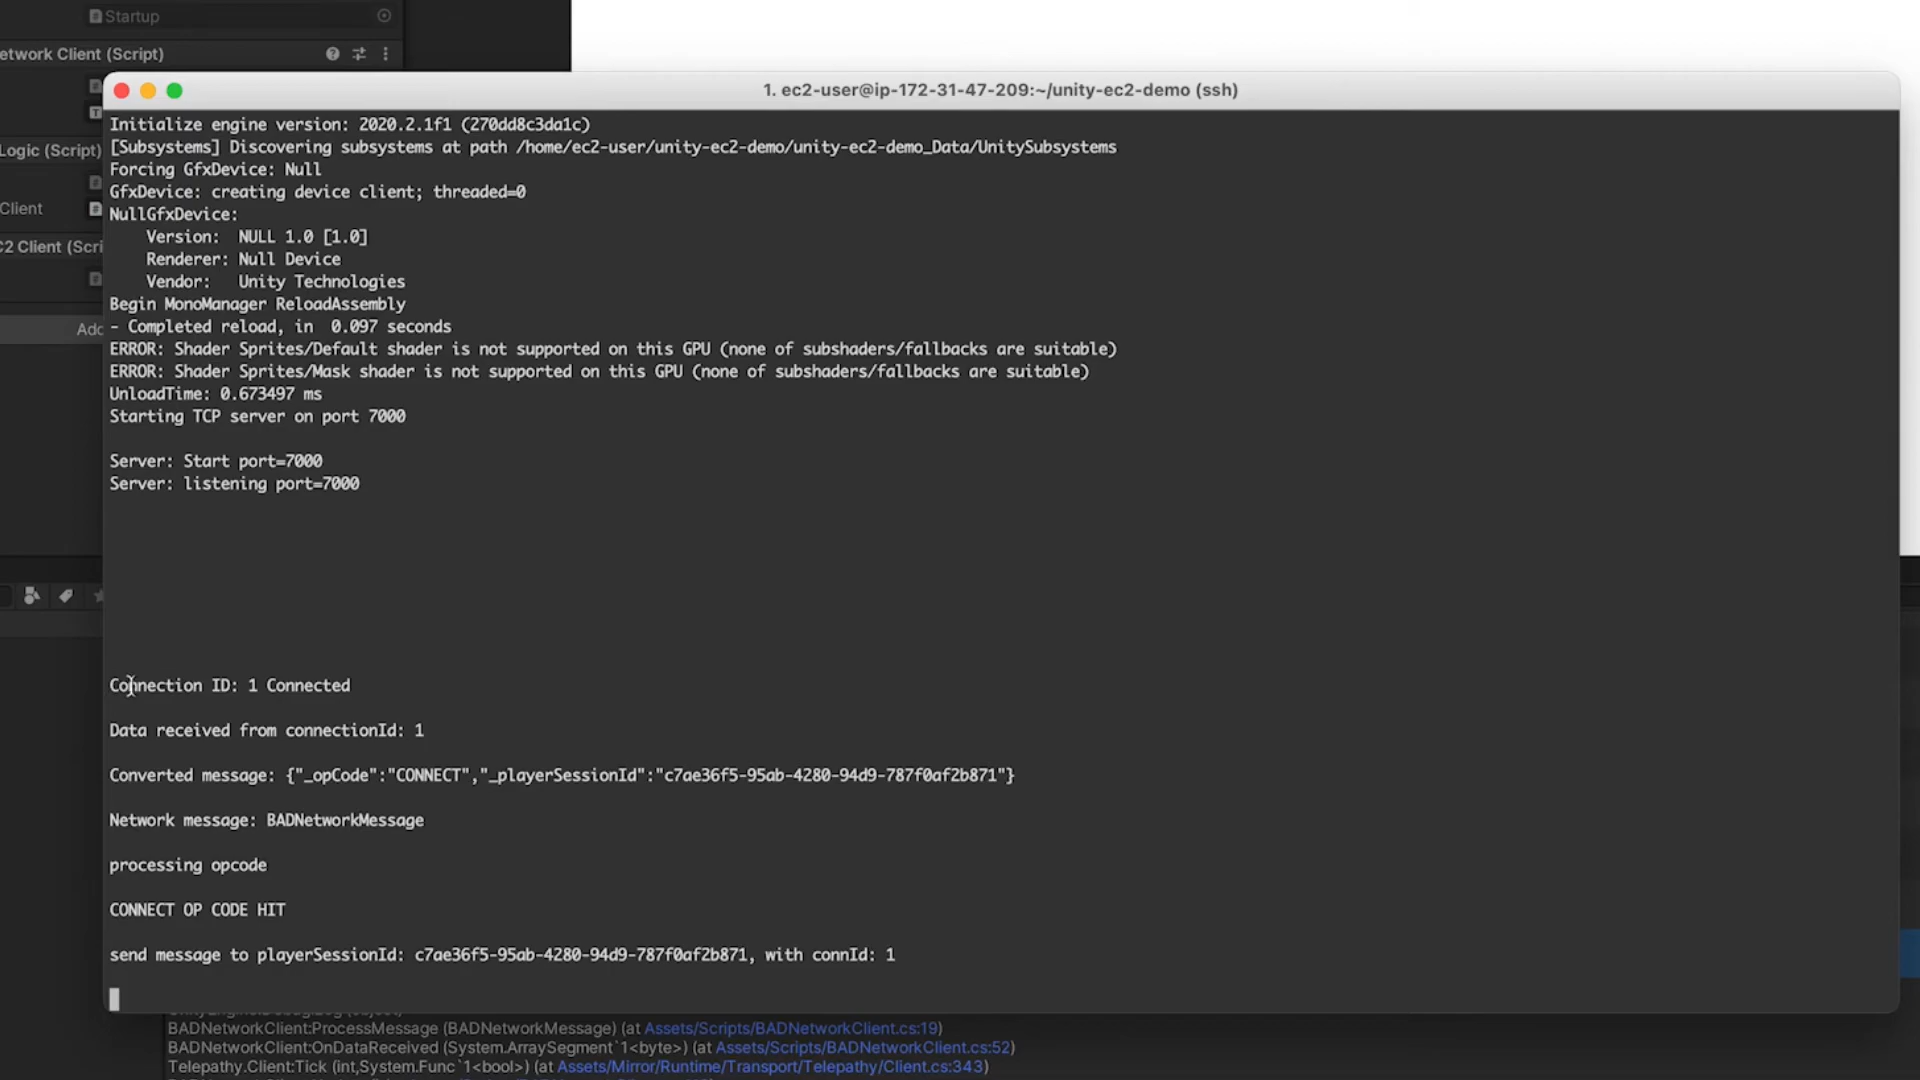 Startup
etwork Client (Script)
1. ec2-user@ip-172-31-47-209:~/unity-ec2-demo (ssh)
Initialize engine version: 2020.2.1f1 (270dd8c3da1c)
Logic (Script)
[Subsystems] Discovering subsystems at path /home/ec2-user/unity-ec2-demo/unity-ec2-demo_Data/UnitySubsystems
Forcing GfxDevice: Null
GfxDevice: creating device client; threaded=0
Client
NullGfxDevice:
Version: NULL 1.0 [1.0]
C2 Client (Scri
Renderer: Null Device
Vendor: Unity Technologies
Begin MonoManager ReloadAssembly
Add
- Completed reload, in 0.097 seconds
ERROR: Shader Sprites/Default shader is not supported on this GPU (none of subshaders/fallbacks are suitable)
ERROR: Shader Sprites/Mask shader is not supported on this GPU (none of subshaders/fallbacks are suitable)
UnloadTime: 0.673497 ms
Starting TCP server on port 7000
Server: Start port=7000
Server: listening port=7000
Connection ID: 1 Connected
Data received from connectionId: 1
Converted message: {"_opCode":"CONNECT","_playerSessionId":"c7ae36f5-95ab-4280-94d9-787f0af2b871"}
Network message: BADNetworkMessage
processing opcode
CONNECT OP CODE HIT
send message to playerSessionId: c7ae36f5-95ab-4280-94d9-787f0af2b871, with connId: 1
BADNetworkClient:ProcessMessage (BADNetworkMessage) (at Assets/Scripts/BADNetworkClient.cs:19)
BADNetworkClient:OnDataReceived (System.ArraySegment`1<byte>) (at Assets/Scripts/BADNetworkClient.cs:52)
Telepathy.Client:Tick (int,System.Func`1<bool>) (at Assets/Mirror/Runtime/Transport/Telepathy/Client.cs:343)